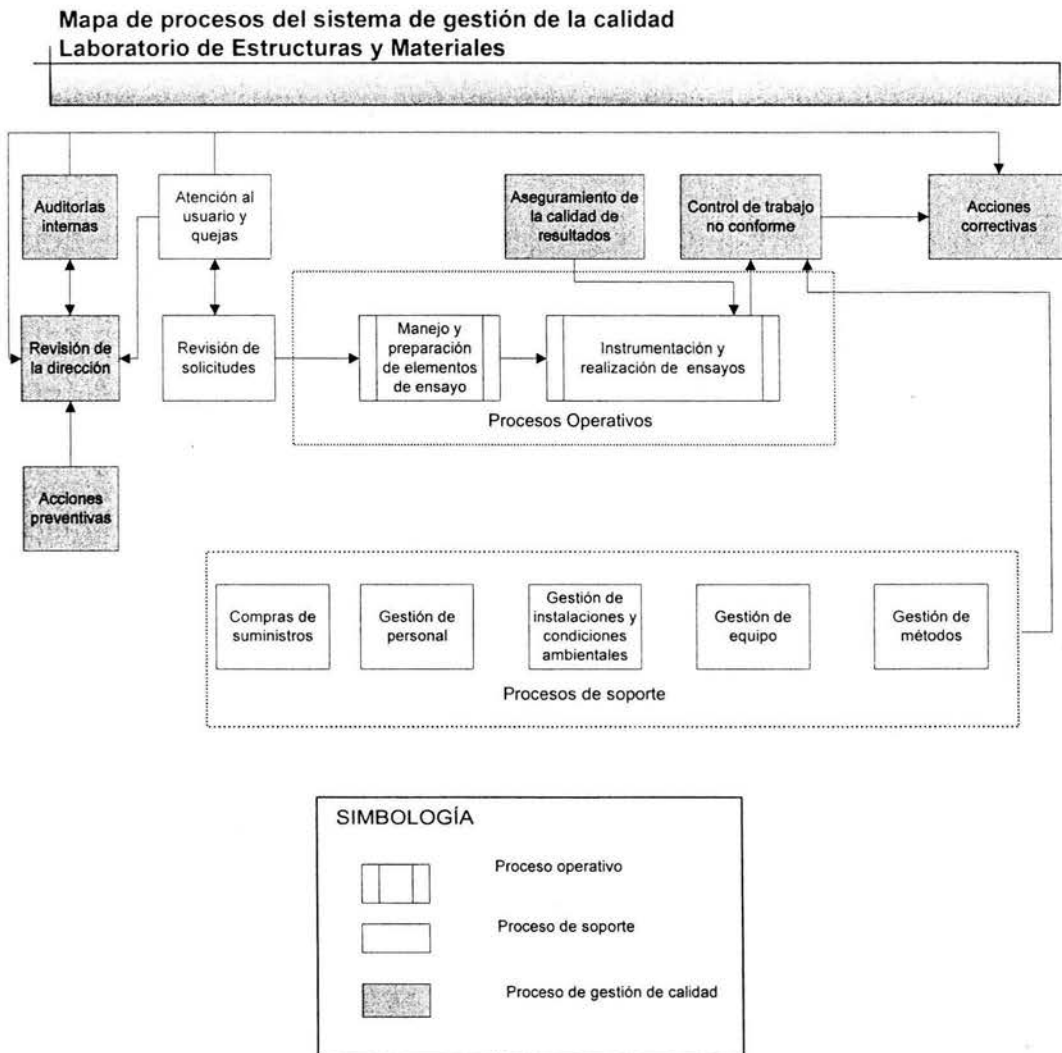 Mapa de procesos del sistema de gestión de la calidad
Laboratorio de Estructuras y Materiales
Auditorías
internas
Atención al
usuario y
quejas
Aseguramiento de
la calidad de
resultados
Control de trabajo
no conforme
Acciones
correctivas
Revisión de
la dirección
Revisión de
solicitudes
Manejo y
preparación
de elementos
de ensayo
Instrumentación y
realización de ensayos
Procesos Operativos
Acciones
preventivas
Compras de
suministros
Gestión de
personal
Gestión de
instalaciones y
condiciones
ambientales
Gestión de
equipo
Gestión de
métodos
Procesos de soporte
SIMBOLOGÍA
Proceso operativo
Proceso de soporte
Proceso de gestión de calidad